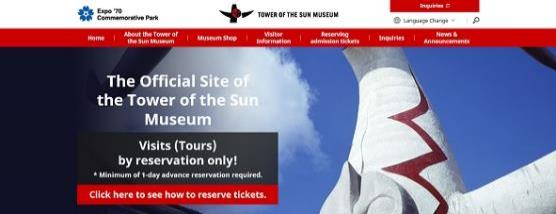 Inquiries
Expo '70
Commemorative Park
TOWER OF THE SUN MUSEUM
Language Change
Home
About the Tower of
the Sun Museum
Museum Shop
Visitor
Information
Reserving
admission tickets
Inquiries
News &
Announcements
The Official Site of
the Tower of the Sun
Museum
Visits (Tours)
by reservation only!
* Minimum of 1-day advance reservation required.
Click here to see how to reserve tickets.